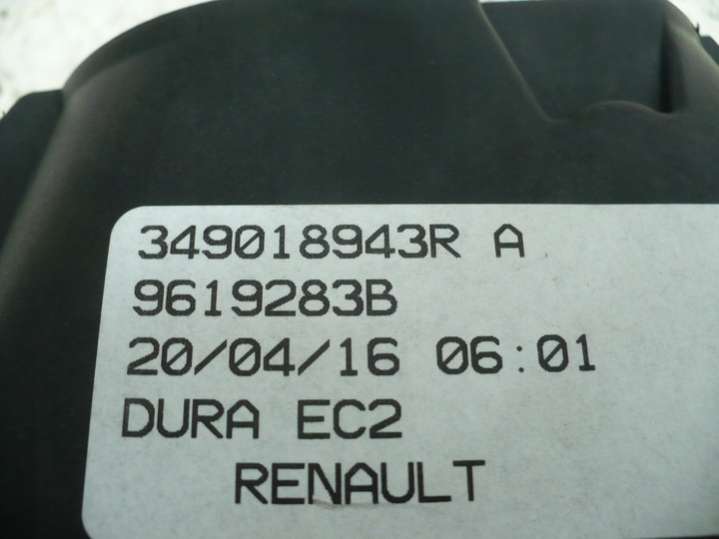 349018943R A
9619283B
20/04/16 06:01
DURA EC2
RENAULT